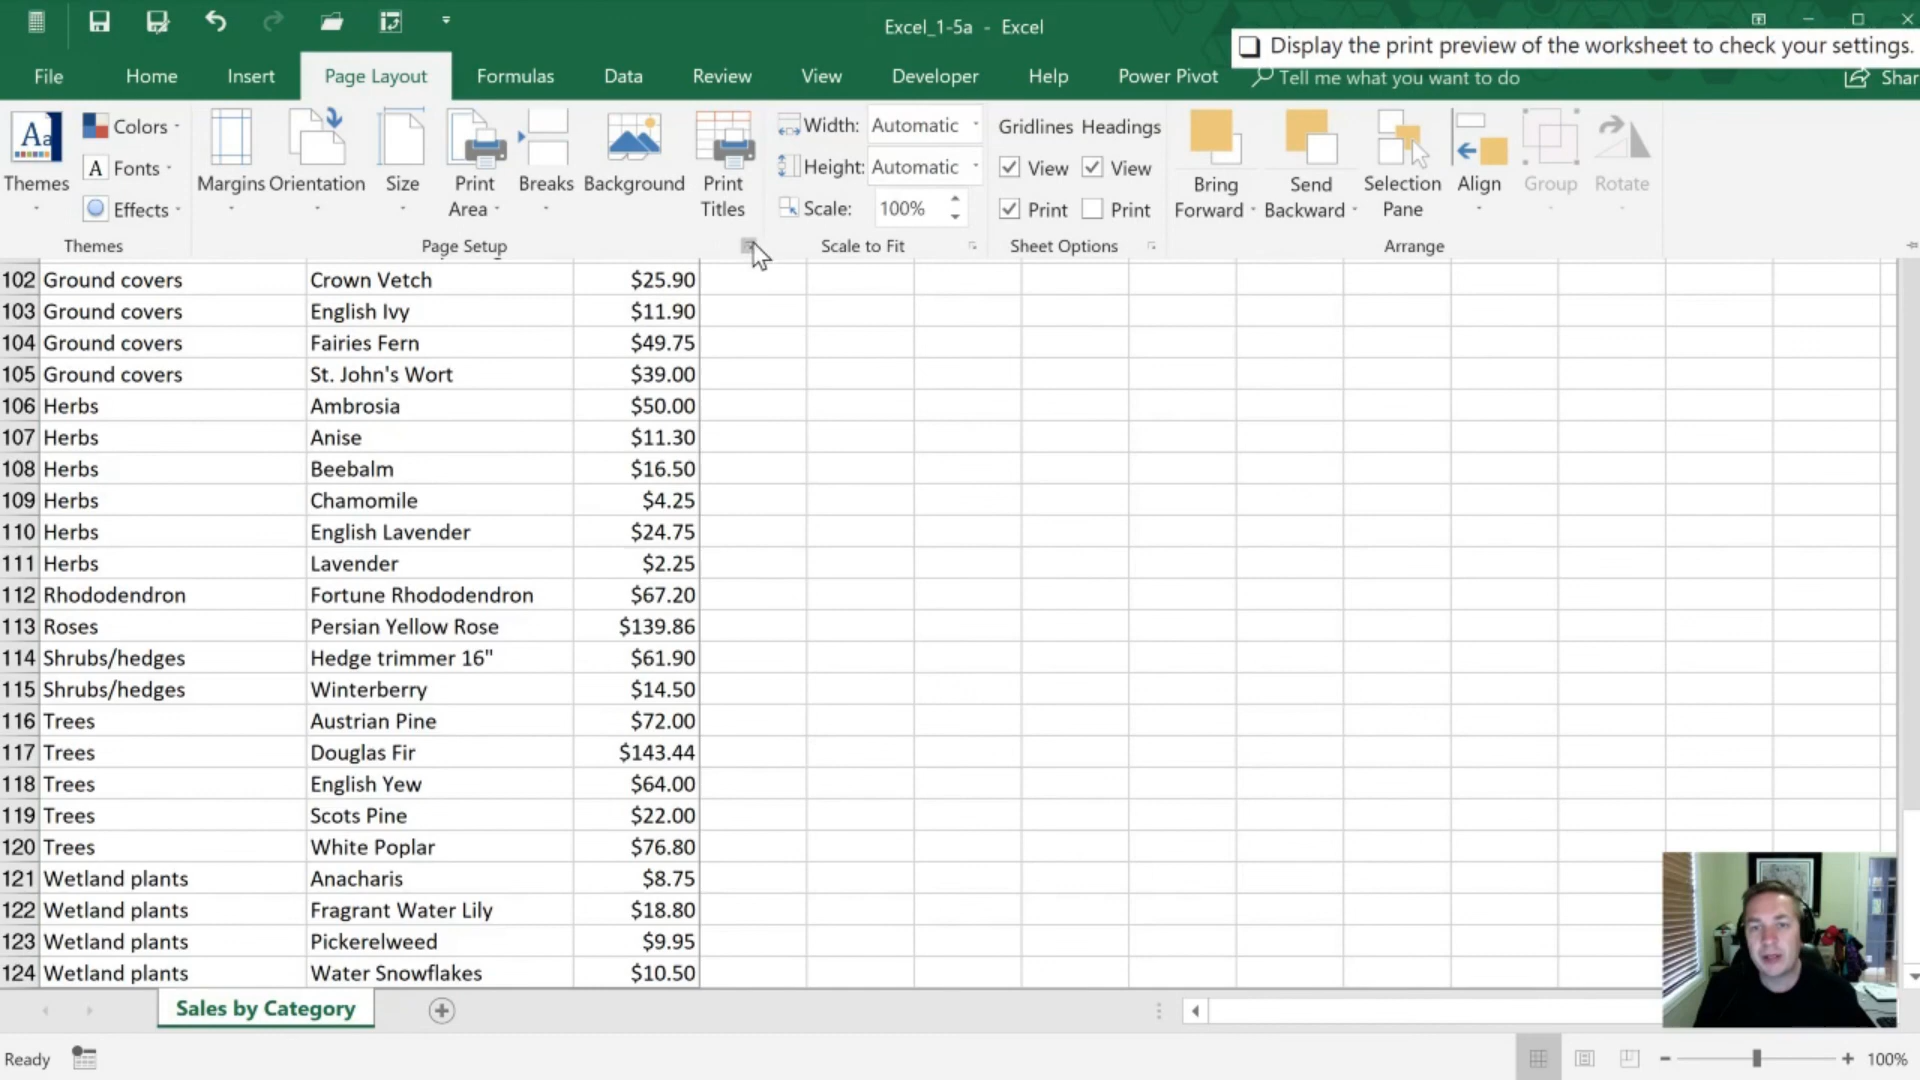 Excel_1-5a - Excel
Display the print preview of the worksheet to check your settings.
File Home Insert Page Layout Formulas Data Review View Developer Help Power Pivot Tell me what you want to do Shar
Colors Width: Automatic Gridlines Headings
Fonts Height: Automatic View View
Themes Margins Orientation Size Print Area Breaks Background Print Titles Bring Forward Send Backward Selection Pane Align Group Rotate
Effects Scale: 100% Print Print
Themes Page Setup Scale to Fit Sheet Options Arrange
102 Ground covers Crown Vetch $25.90
103 Ground covers English Ivy $11.90
104 Ground covers Fairies Fern $49.75
105 Ground covers St. John's Wort $39.00
106 Herbs Ambrosia $50.00
107 Herbs Anise $11.30
108 Herbs Beebalm $16.50
109 Herbs Chamomile $4.25
110 Herbs English Lavender $24.75
111 Herbs Lavender $2.25
112 Rhododendron Fortune Rhododendron $67.20
113 Roses Persian Yellow Rose $139.86
114 Shrubs/hedges Hedge trimmer 16" $61.90
115 Shrubs/hedges Winterberry $14.50
116 Trees Austrian Pine $72.00
117 Trees Douglas Fir $143.44
118 Trees English Yew $64.00
119 Trees Scots Pine $22.00
120 Trees White Poplar $76.80
121 Wetland plants Anacharis $8.75
122 Wetland plants Fragrant Water Lily $18.80
123 Wetland plants Pickerelweed $9.95
124 Wetland plants Water Snowflakes $10.50
Sales by Category
Ready 100%